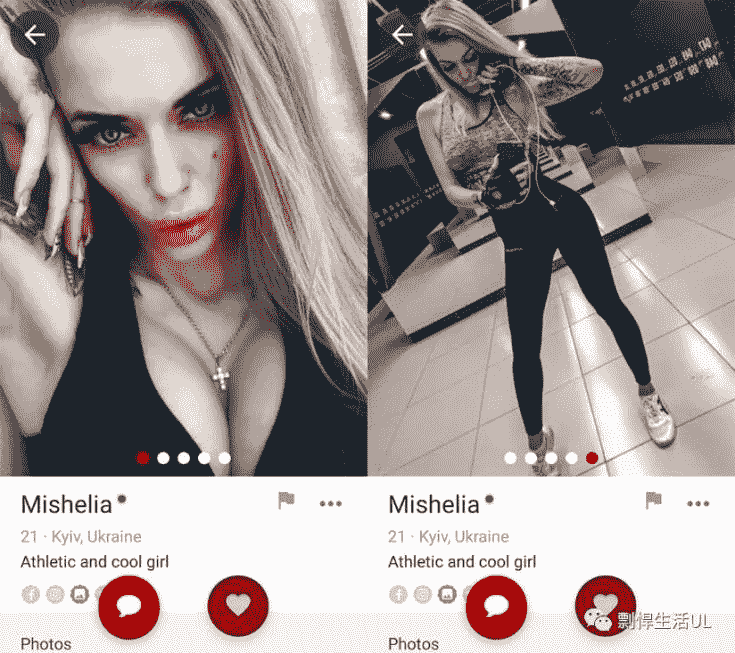 Mishelia
21 · Kyiv, Ukraine
Athletic and cool girl
Photos
Mishelia
21 · Kyiv, Ukraine
Athletic and cool girl
Photos
剽悍生活UL